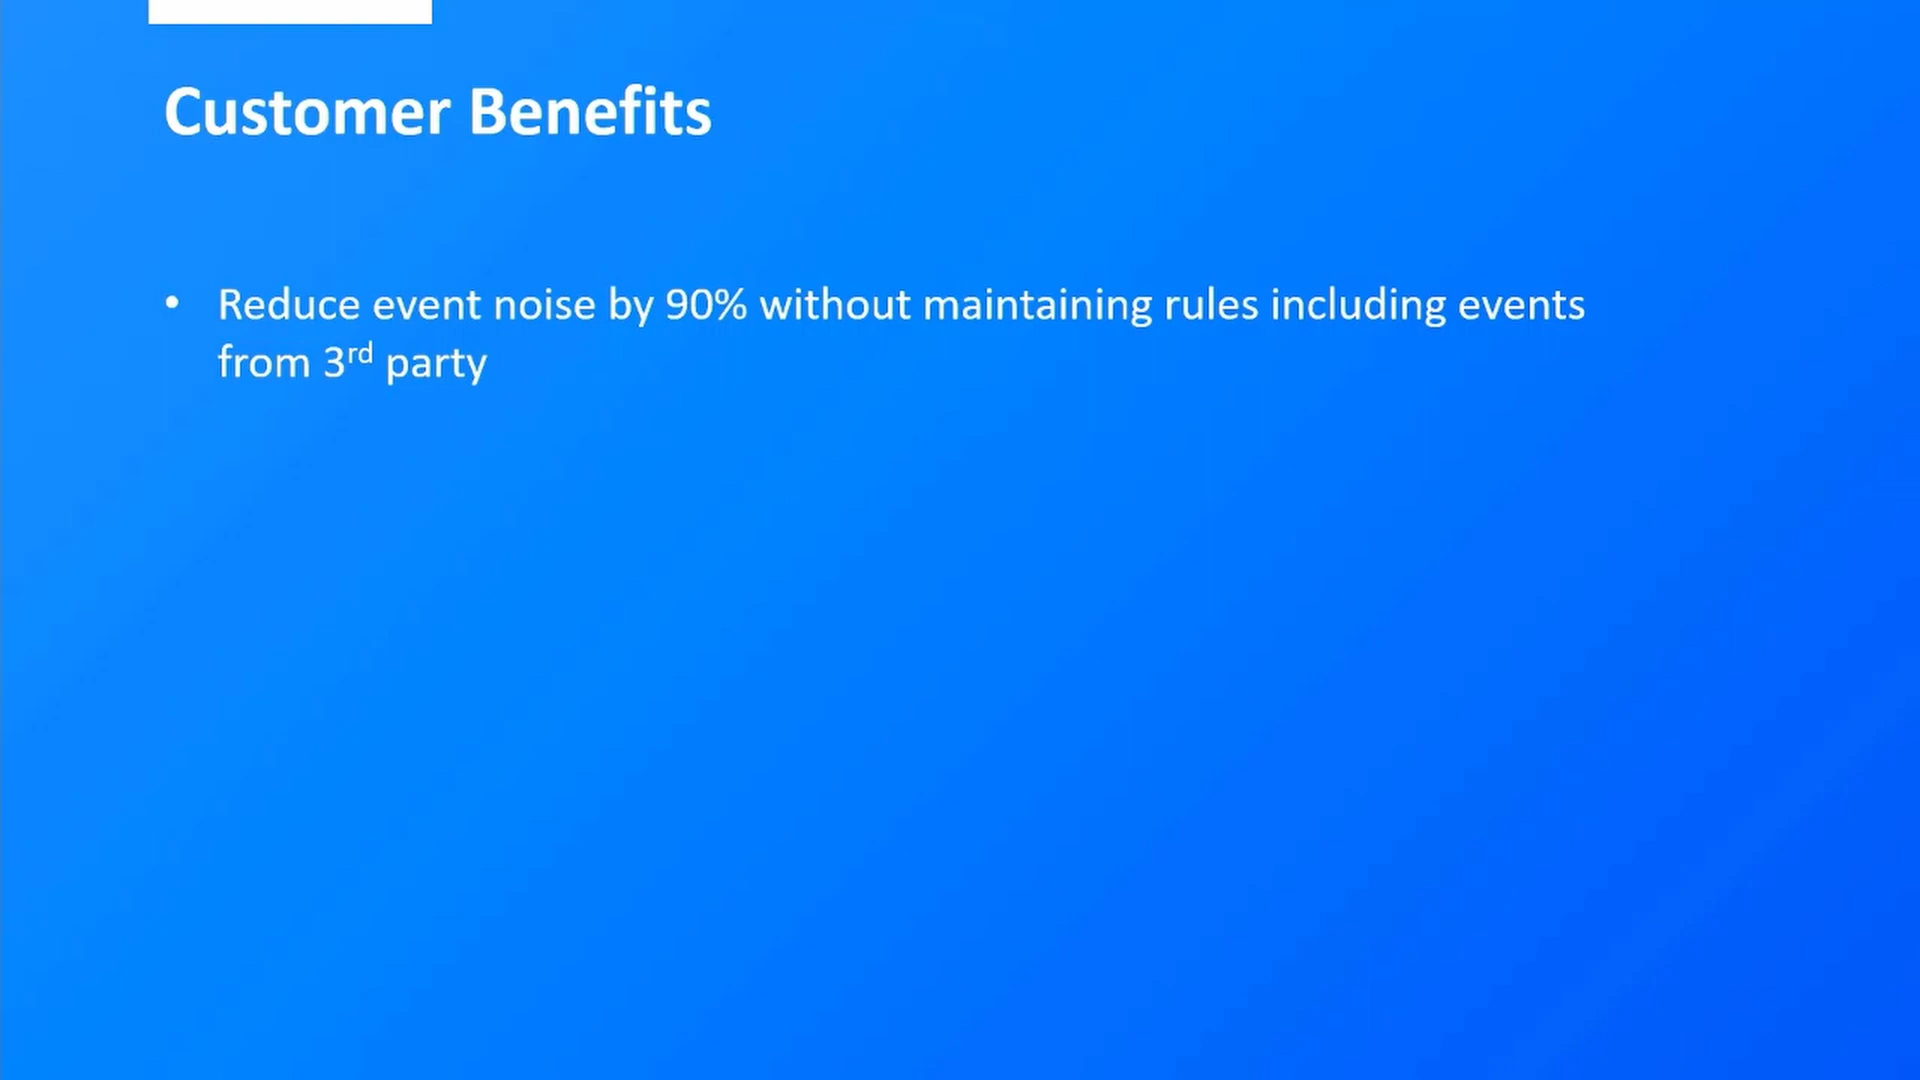 Customer Benefits
• Reduce event noise by 90% without maintaining rules including events
from 3rd party